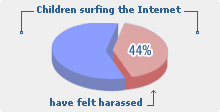 Children surfing the Internet
44%
have felt harassed